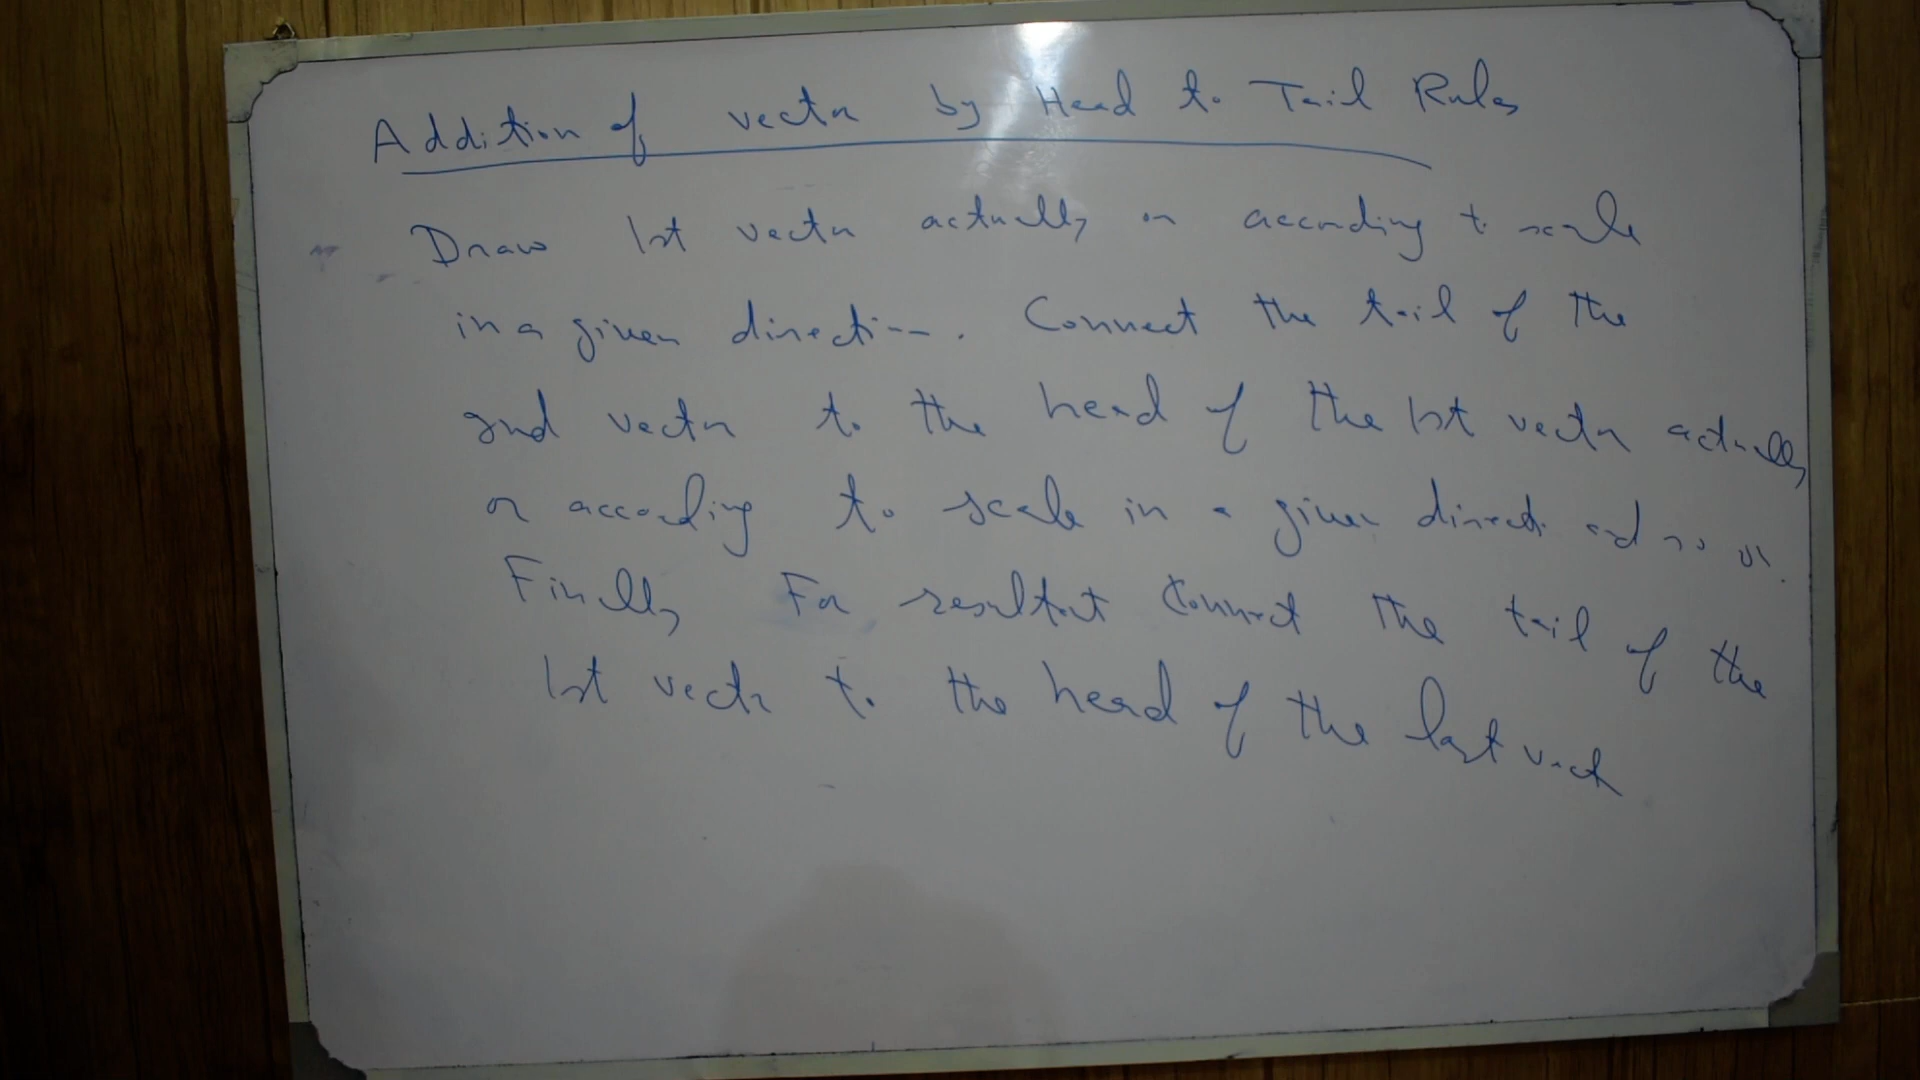 Addition of vector by Head to Tail Rules
Draw 1st vector actually or according to scale
in a given direction. Connect the tail of the
2nd vector to the head of the 1st vector actually
or according to scale in a given direct and so on.
Finally For resultant Connect the tail of the
1st vector to the head of the last vector